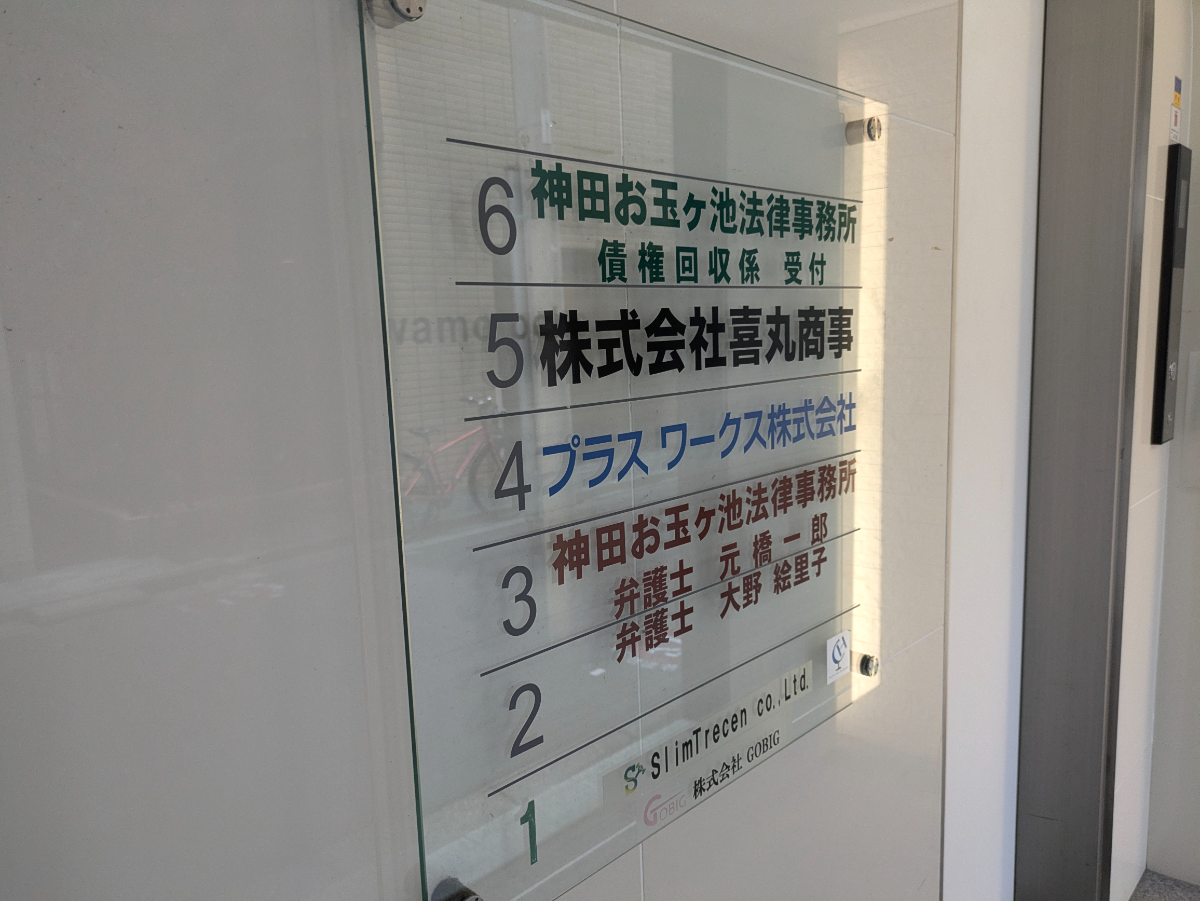 6 神田お玉ヶ池法律事務所
債権回収係 受付
5 株式会社喜丸商事
4 プラス ワークス株式会社
3 神田お玉ヶ池法律事務所
弁護士 元橋一郎
弁護士 大野 絵里子
2
1 SlimTrecen co.,Ltd.
GOBIG 株式会社 GOBIG